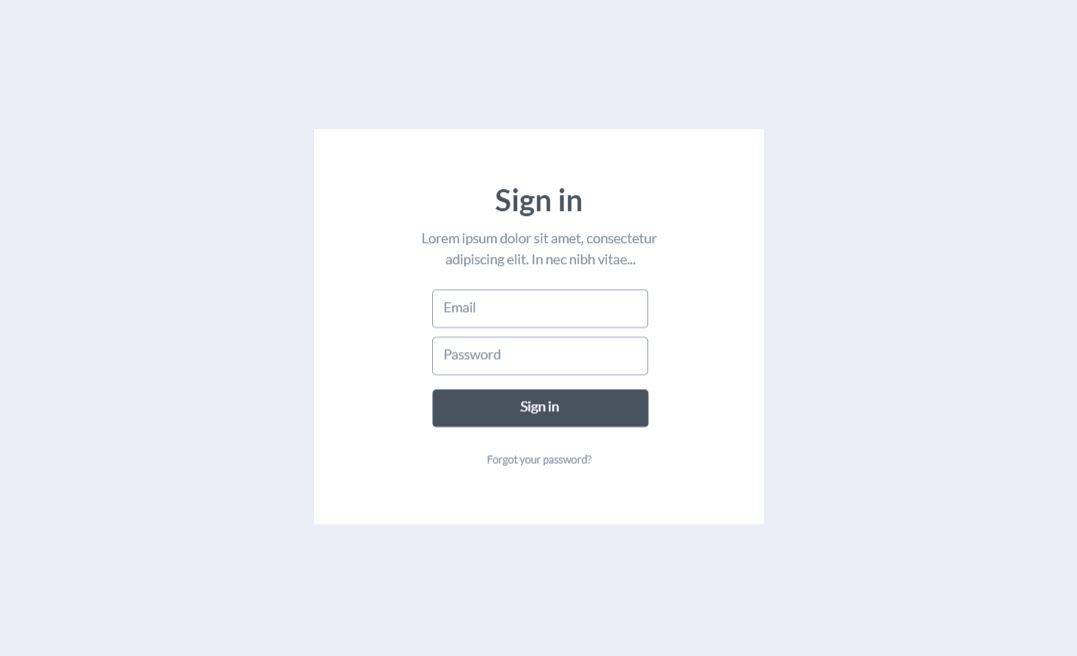 Sign in
Lorem ipsum dolor sit amet, consectetur
adipiscing elit. In nec nibh vitae...
Email
Password
Sign in
Forgot your password?